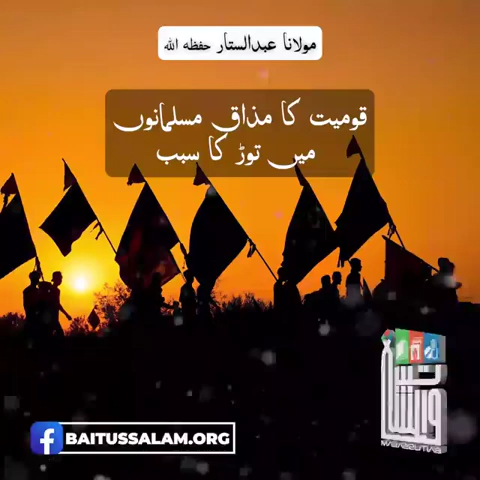 مولانا عبدالستار حفظہ اللہ
قومیت کا مذاق مسلمانوں
میں توڑ کا سبب
BAITUSSALAM.ORG